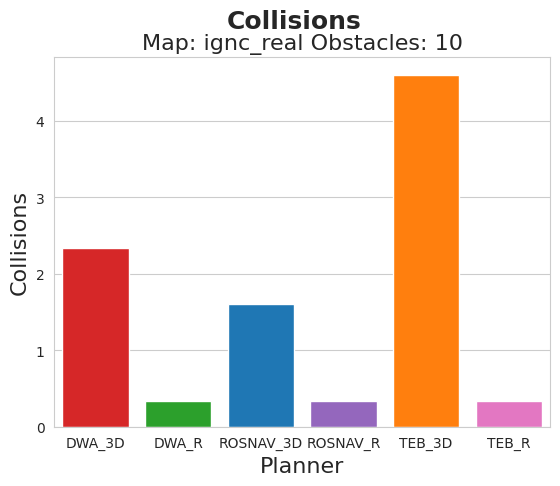 Collisions
Map: ignc_real Obstacles: 10
4
3
2
1
0
Collisions
DWA_3D DWA_R ROSNAV_3D ROSNAV_R TEB_3D TEB_R
Planner